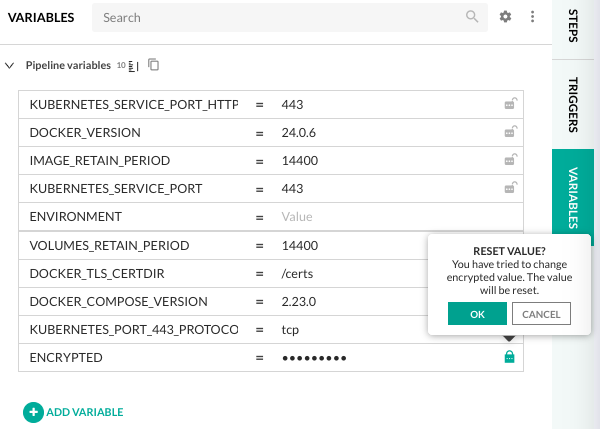 VARIABLES
Search
STEPS
TRIGGERS
VARIABLES
Pipeline variables 10
KUBERNETES_SERVICE_PORT_HTTP = 443
DOCKER_VERSION = 24.0.6
IMAGE_RETAIN_PERIOD = 14400
KUBERNETES_SERVICE_PORT = 443
ENVIRONMENT = Value
VOLUMES_RETAIN_PERIOD = 14400
DOCKER_TLS_CERTDIR = /certs
DOCKER_COMPOSE_VERSION = 2.23.0
KUBERNETES_PORT_443_PROTOCO = tcp
ENCRYPTED = •••••••••
RESET VALUE?
You have tried to change
encrypted value. The value
will be reset.
OK CANCEL
ADD VARIABLE